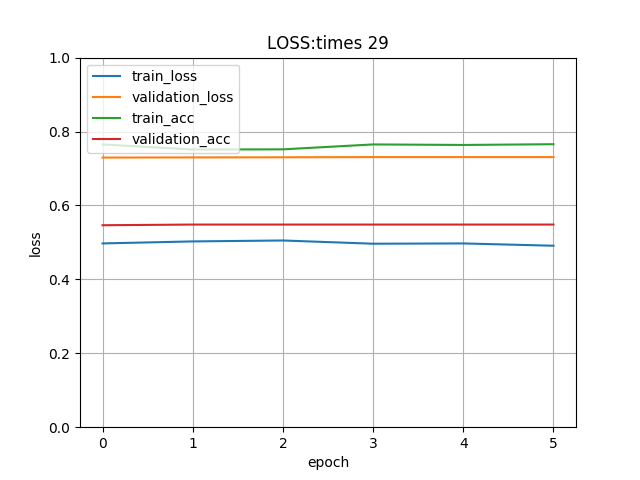 LOSS:times 29
1.0
train_loss
validation_loss
train_acc
validation_acc
0.8
0.6
loss
0.4
0.2
0.0
0 1 2 3 4 5
epoch